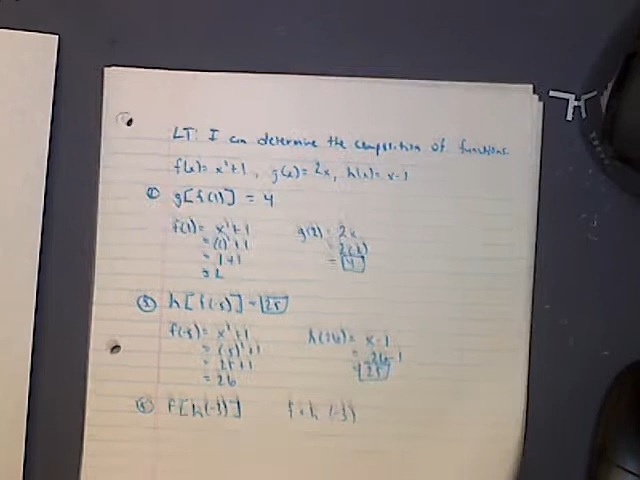 LT: I can determine the composition of functions.
f(x)= x²+1, g(x)= 2x, h(x)= x-1
① g[f(1)] = 4
f(1)= x²+1
= (1)²+1
= 1+1
= 2
g(2)= 2x
= 2(2)
= 4
h[f(-5)] = 25
f(-5)= x²+1
= (-5)²+1
= 25+1
= 26
h(26)= x-1
= 26-1
= 25
f[h(-3)] f∘h (-3)